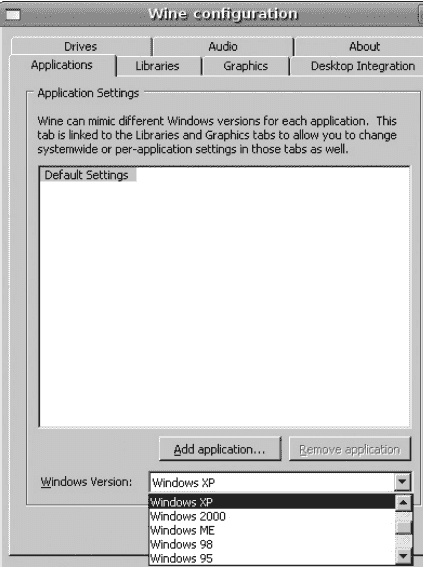 Wine configuration
Drives Audio About
Applications Libraries Graphics Desktop Integration
Application Settings
Wine can mimic different Windows versions for each application. This
tab is linked to the Libraries and Graphics tabs to allow you to change
systemwide or per-application settings in those tabs as well.
Default Settings
Add application... Remove application
Windows Version: Windows XP
Windows XP
Windows 2000
Windows ME
Windows 98
Windows 95